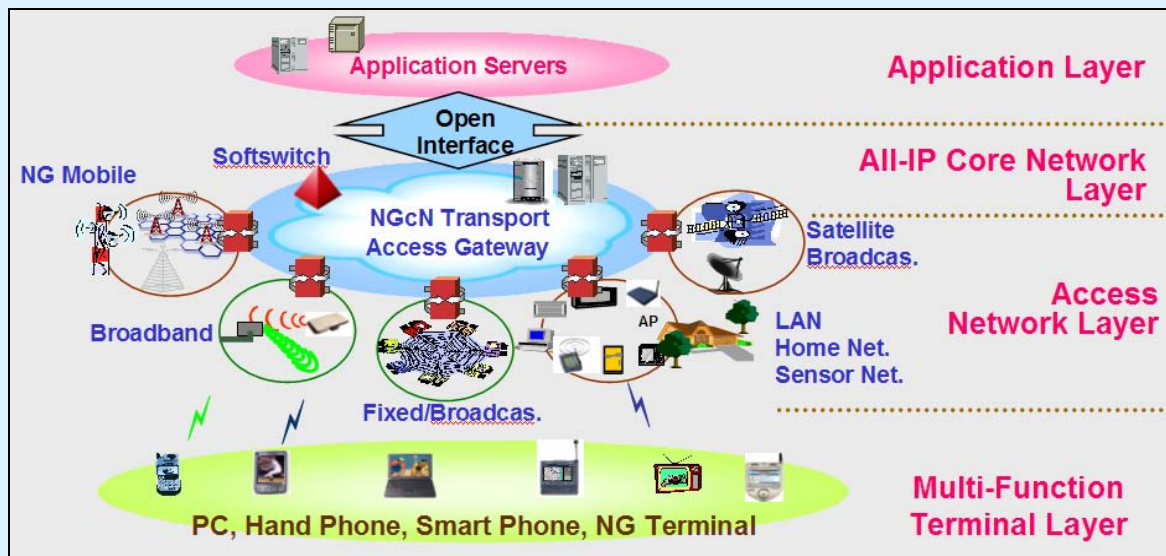 Application Servers
Application Layer
Open
Interface
Softswitch
All-IP Core Network
Layer
NG Mobile
NGcN Transport
Access Gateway
Satellite
Broadcas.
Broadband
AP
Access
Network Layer
LAN
Home Net.
Sensor Net.
Fixed/Broadcas.
PC, Hand Phone, Smart Phone, NG Terminal
Multi-Function
Terminal Layer